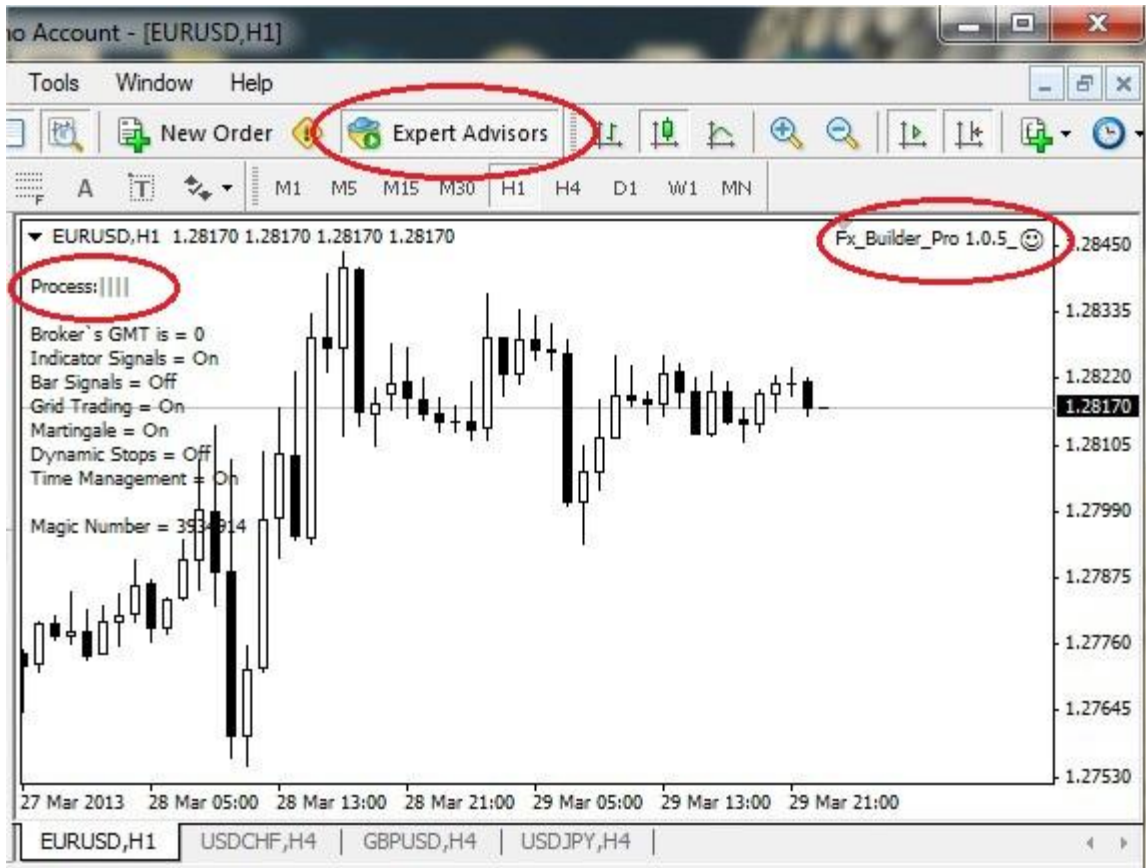 no Account - [EURUSD,H1]
Tools Window Help
New Order Expert Advisors
F A T M1 M5 M15 M30 H1 H4 D1 W1 MN
EURUSD,H1 1.28170 1.28170 1.28170 1.28170 Fx_Builder_Pro 1.0.5_☺
1.28450
Process:||||
1.28335
Broker`s GMT is = 0
Indicator Signals = On
Bar Signals = Off
1.28220
Grid Trading = On
1.28170
Martingale = On
1.28105
Dynamic Stops = Off
Time Management = On
1.27990
Magic Number = 3934914
1.27875
1.27760
1.27645
1.27530
27 Mar 2013 28 Mar 05:00 28 Mar 13:00 28 Mar 21:00 29 Mar 05:00 29 Mar 13:00 29 Mar 21:00
EURUSD,H1 USDCHF,H4 GBPUSD,H4 USDJPY,H4